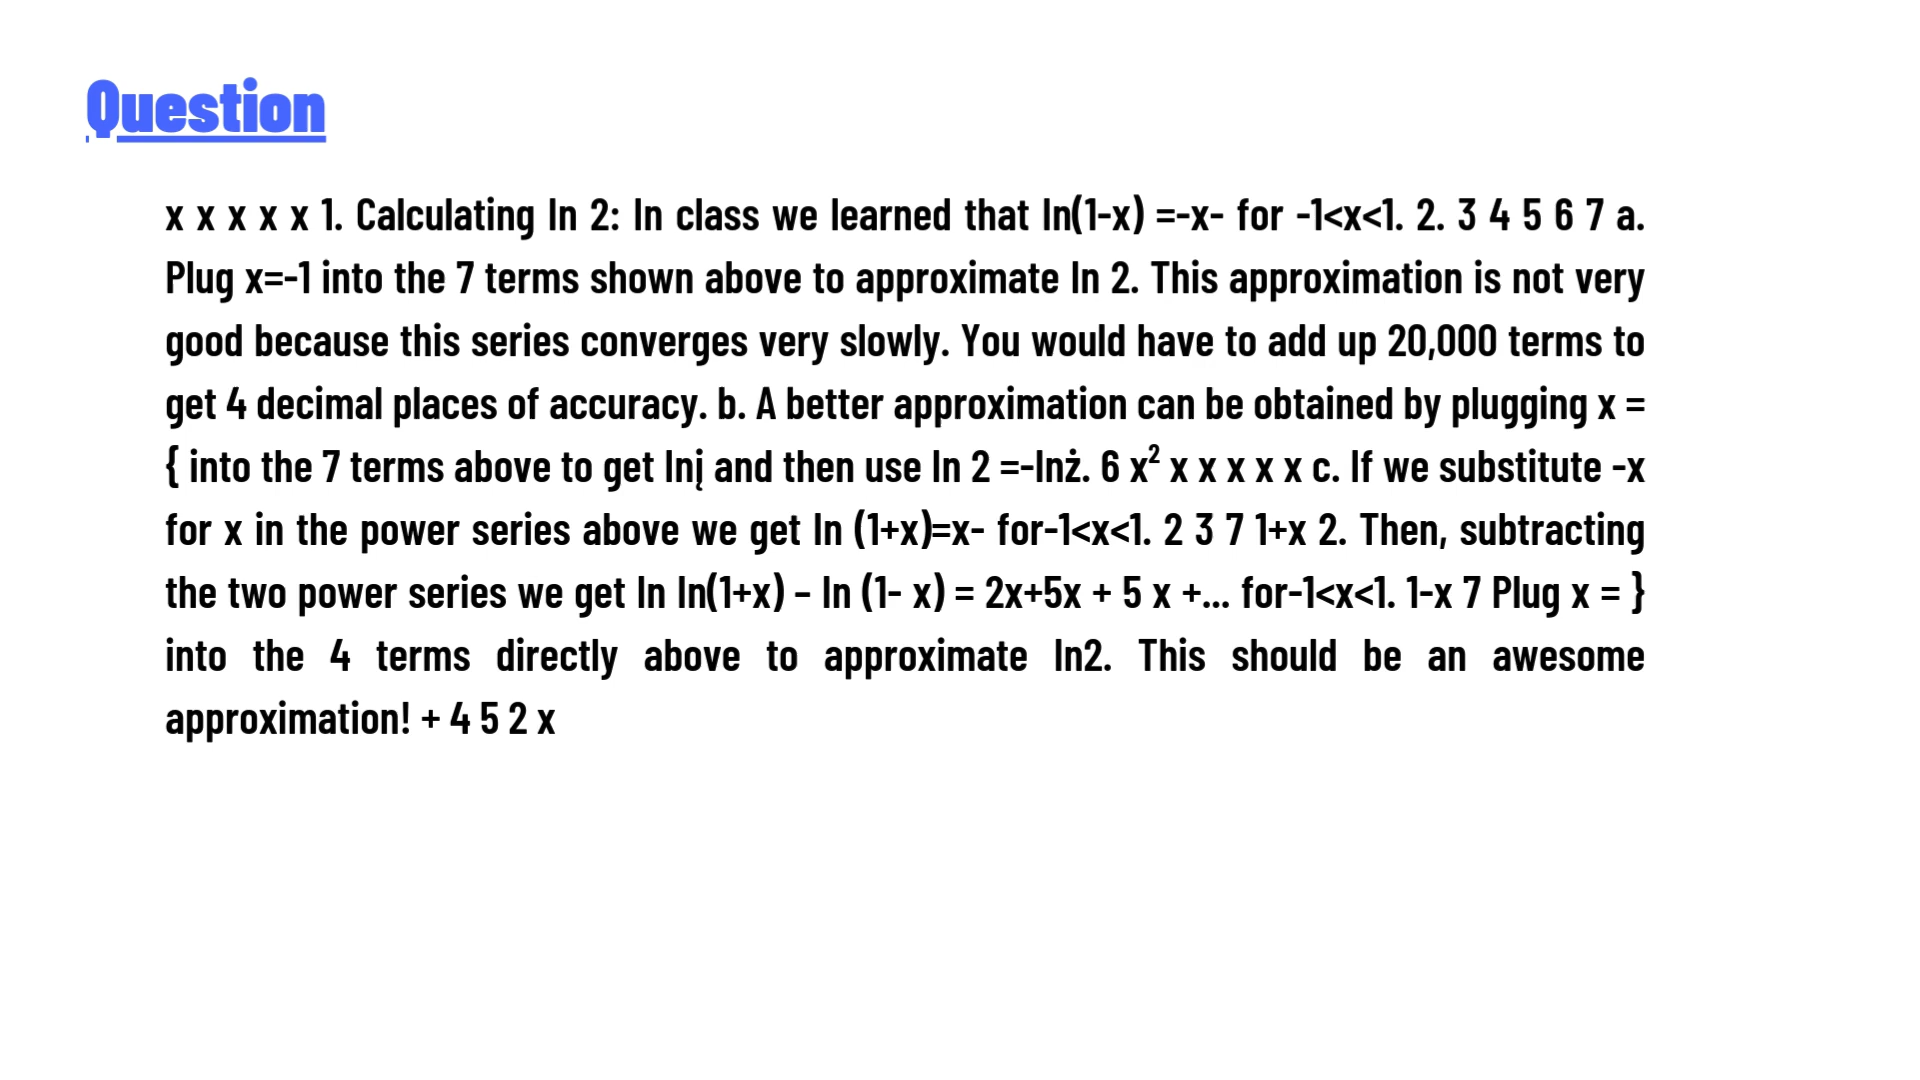 Question
x x x x x 1. Calculating In 2: In class we learned that In(1-x) =-x- for -1<x<1. 2. 3 4 5 6 7 a.
Plug x=-1 into the 7 terms shown above to approximate In 2. This approximation is not very
good because this series converges very slowly. You would have to add up 20,000 terms to
get 4 decimal places of accuracy. b. A better approximation can be obtained by plugging x =
{ into the 7 terms above to get Inį and then use In 2 =-Inż. 6 x² x x x x x c. If we substitute -x
for x in the power series above we get In (1+x)=x- for-1<x<1. 2 3 7 1+x 2. Then, subtracting
the two power series we get In In(1+x) – In (1- x) = 2x+5x + 5 x +... for-1<x<1. 1-x 7 Plug x = }
into the 4 terms directly above to approximate In2. This should be an awesome
approximation! + 4 5 2 x